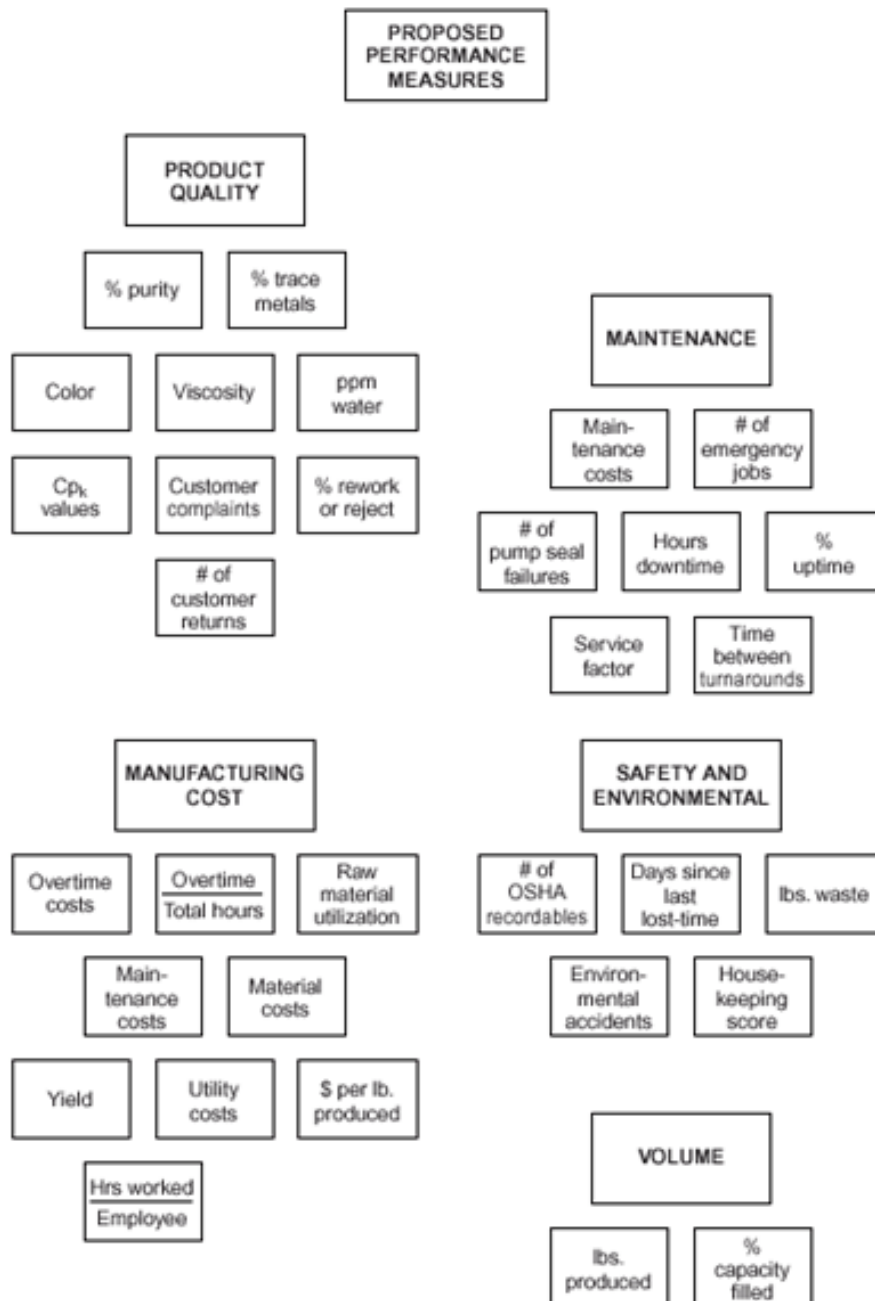 PROPOSED
PERFORMANCE
MEASURES
PRODUCT
QUALITY
% purity
% trace
metals
Color
Viscosity
ppm
water
Cpk
values
Customer
complaints
% rework
or reject
# of
customer
returns
MAINTENANCE
Main-
tenance
costs
# of
emergency
jobs
# of
pump seal
failures
Hours
downtime
%
uptime
Service
factor
Time
between
turnarounds
MANUFACTURING
COST
Overtime
costs
Overtime
Total hours
Raw
material
utilization
Main-
tenance
costs
Material
costs
Yield
Utility
costs
$ per lb.
produced
Hrs worked
Employee
SAFETY AND
ENVIRONMENTAL
# of
OSHA
recordables
Days since
last
lost-time
lbs. waste
Environ-
mental
accidents
House-
keeping
score
VOLUME
lbs.
produced
%
capacity
filled